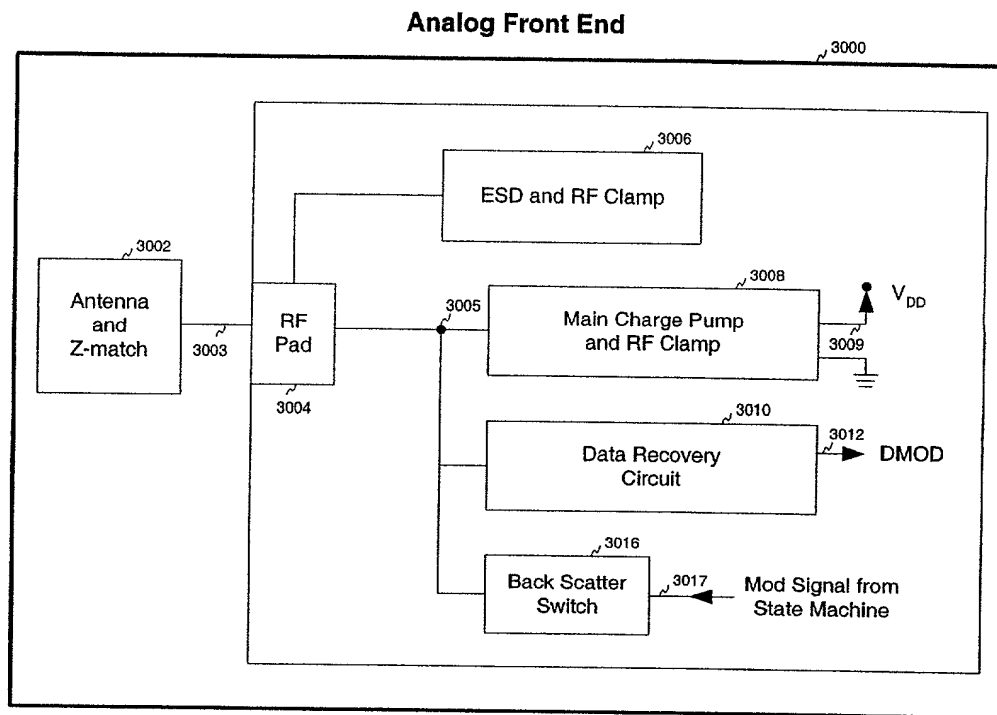 Analog Front End
3000
3006
ESD and RF Clamp
3002
Antenna
and
Z-match
3003
RF
Pad
3004
3005
3008
Main Charge Pump
and RF Clamp
VDD
3009
3010
Data Recovery
Circuit
3012
DMOD
3016
Back Scatter
Switch
3017
Mod Signal from
State Machine